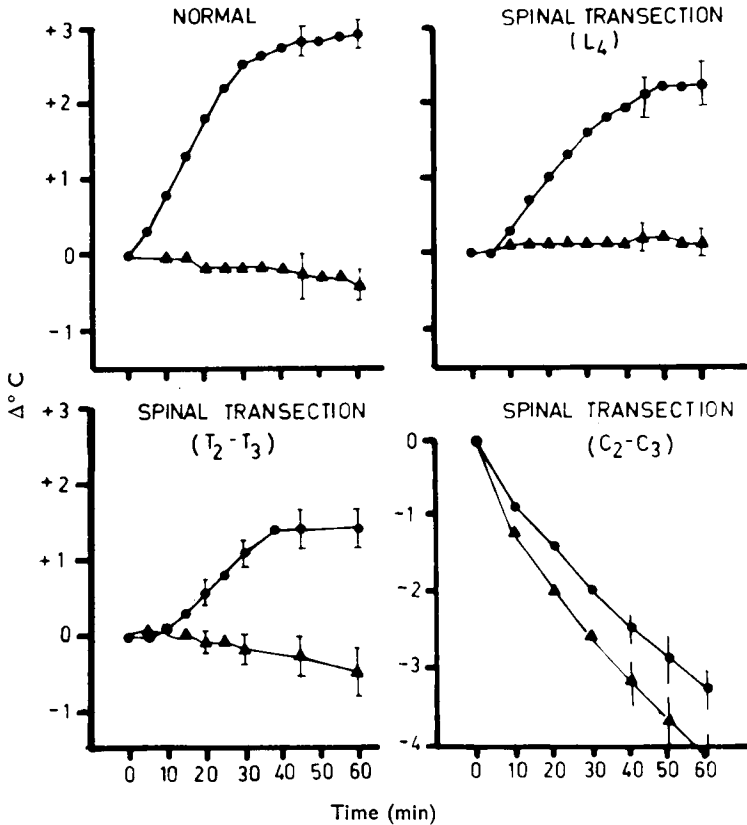 NORMAL
SPINAL TRANSECTION
(L4)
+3
+2
+1
0
-1
Δ°C
SPINAL TRANSECTION
(T2-T3)
SPINAL TRANSECTION
(C2-C3)
+3
+2
+1
0
-1
0
-1
-2
-3
-4
0 10 20 30 40 50 60
0 10 20 30 40 50 60
Time (min)